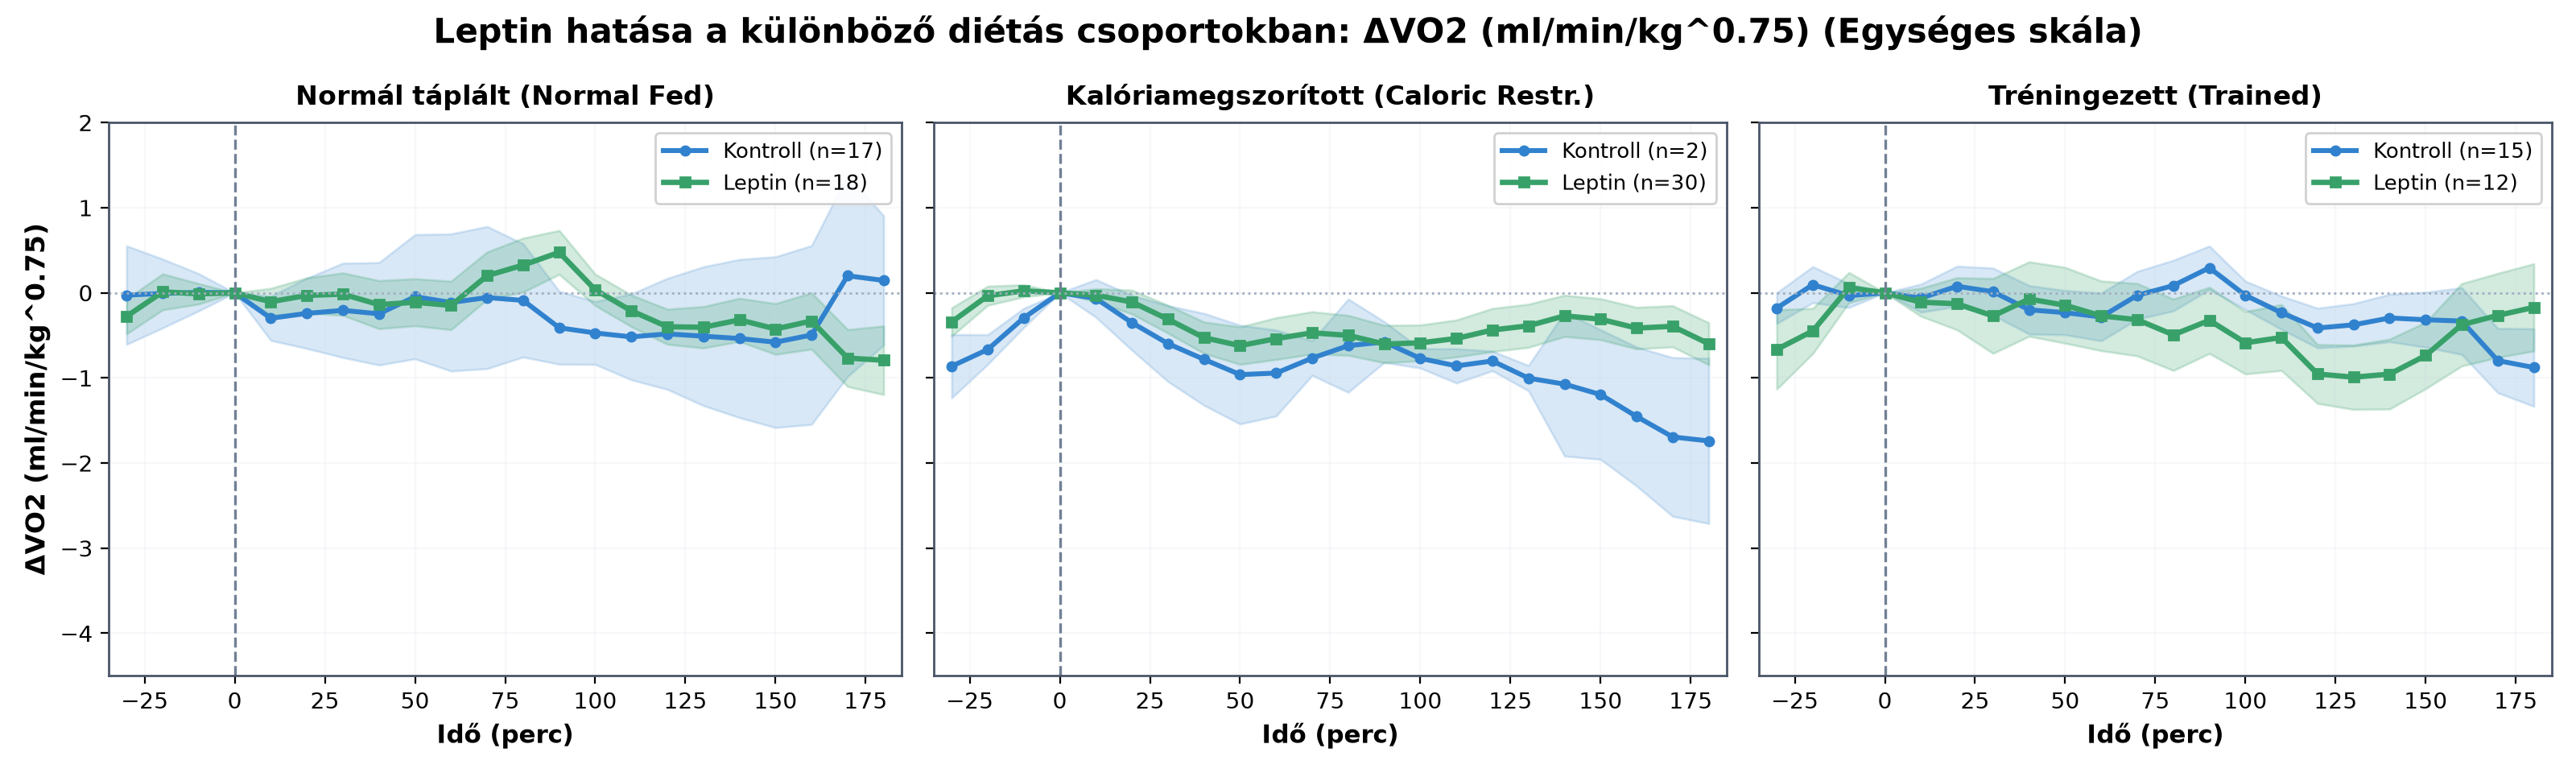 Leptin hatása a különböző diétás csoportokban: ΔVO2 (ml/min/kg^0.75) (Egységes skála)
Normál táplált (Normal Fed)
Kalóriamegszorított (Caloric Restr.)
Tréningezett (Trained)
ΔVO2 (ml/min/kg^0.75)
2
1
0
−1
−2
−3
−4
Kontroll (n=17)
Leptin (n=18)
Kontroll (n=2)
Leptin (n=30)
Kontroll (n=15)
Leptin (n=12)
−25 0 25 50 75 100 125 150 175
−25 0 25 50 75 100 125 150 175
−25 0 25 50 75 100 125 150 175
Idő (perc)
Idő (perc)
Idő (perc)